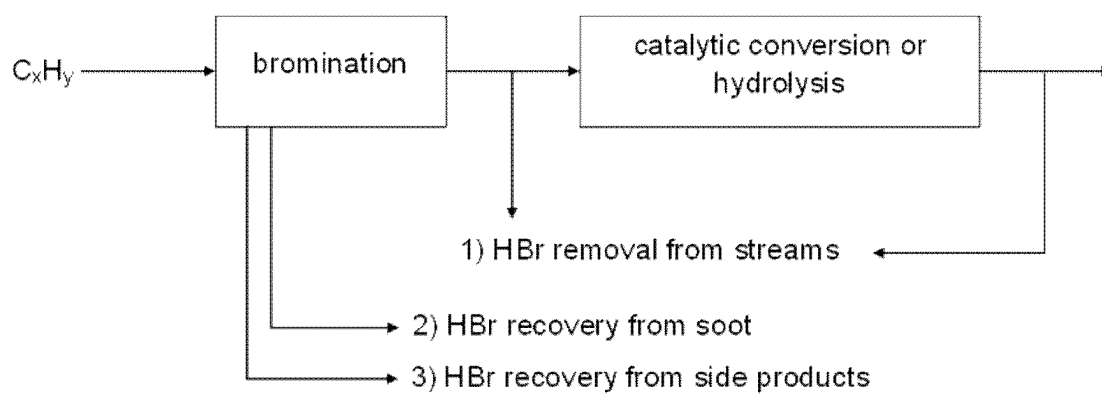 CₓHᵧ
bromination
catalytic conversion or
hydrolysis
1) HBr removal from streams
2) HBr recovery from soot
3) HBr recovery from side products